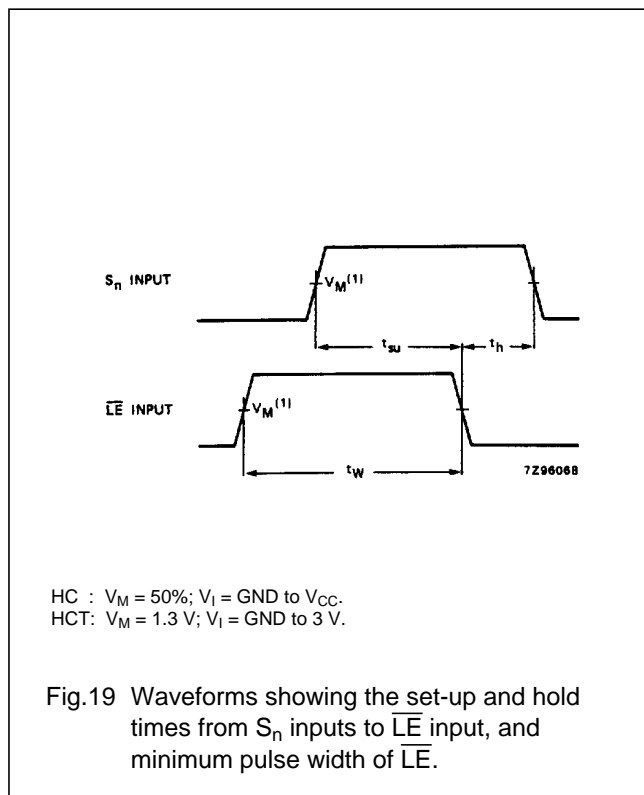 Sn INPUT
VM(1)
tsu
th
LE INPUT
VM(1)
tW
7Z96068
HC : VM = 50%; VI = GND to VCC.
HCT: VM = 1.3 V; VI = GND to 3 V.
Fig.19 Waveforms showing the set-up and hold
times from Sn inputs to LE input, and
minimum pulse width of LE.